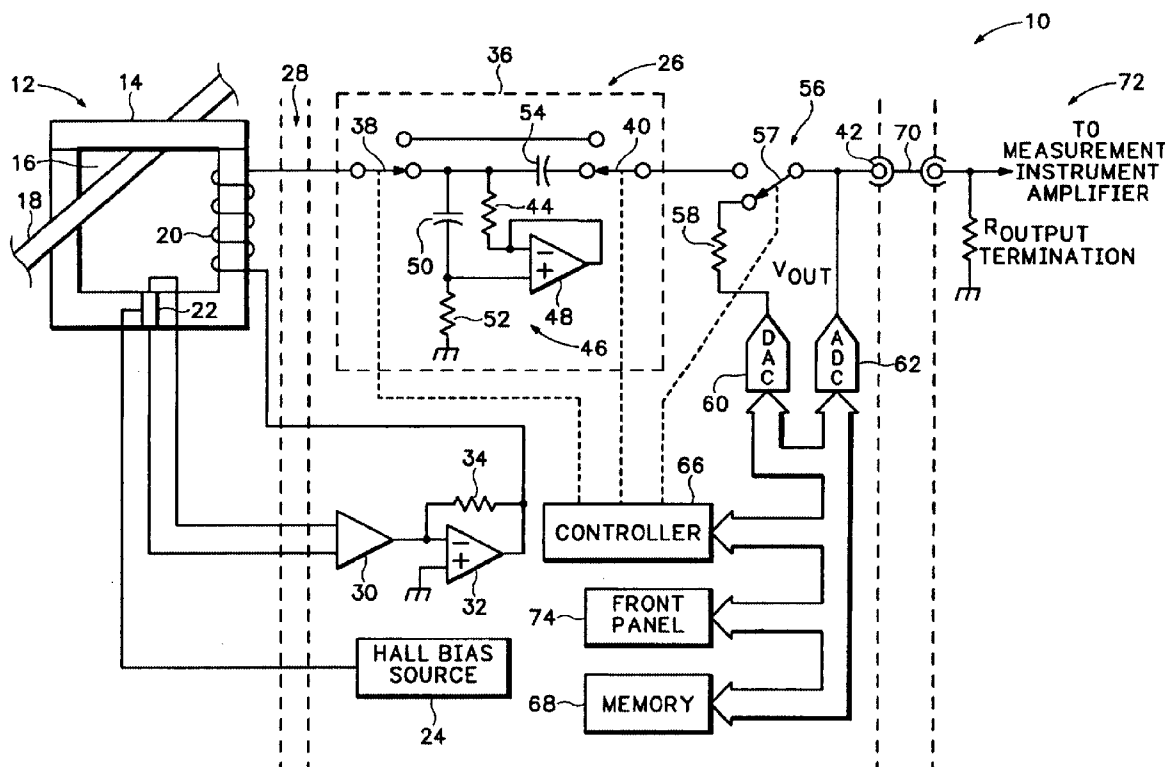 10
12
14
28
36
26
56
72
54
38
40
57
42
70
TO
MEASUREMENT
INSTRUMENT
AMPLIFIER
16
18
20
44
50
58
48
52
46
VOUT
ROUTPUT
TERMINATION
22
DAC
ADC
60
62
34
66
CONTROLLER
30
32
74
FRONT
PANEL
HALL BIAS
SOURCE
24
68
MEMORY